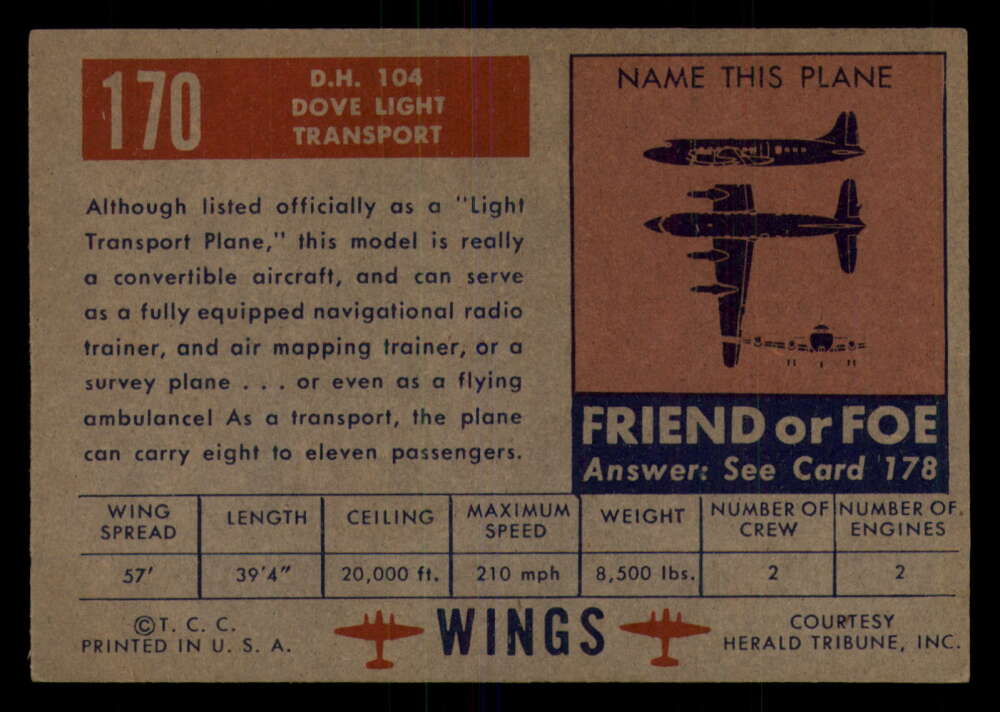 170
D.H. 104
DOVE LIGHT
TRANSPORT
Although listed officially as a "Light
Transport Plane," this model is really
a convertible aircraft, and can serve
as a fully equipped navigational radio
trainer, and air mapping trainer, or a
survey plane . . . or even as a flying
ambulance! As a transport, the plane
can carry eight to eleven passengers.
NAME THIS PLANE
FRIEND or FOE
Answer: See Card 178
WING SPREAD LENGTH CEILING MAXIMUM SPEED WEIGHT NUMBER OF CREW NUMBER OF ENGINES
57' 39'4" 20,000 ft. 210 mph 8,500 lbs. 2 2
© T. C. C.
PRINTED IN U. S. A.
WINGS
COURTESY
HERALD TRIBUNE, INC.